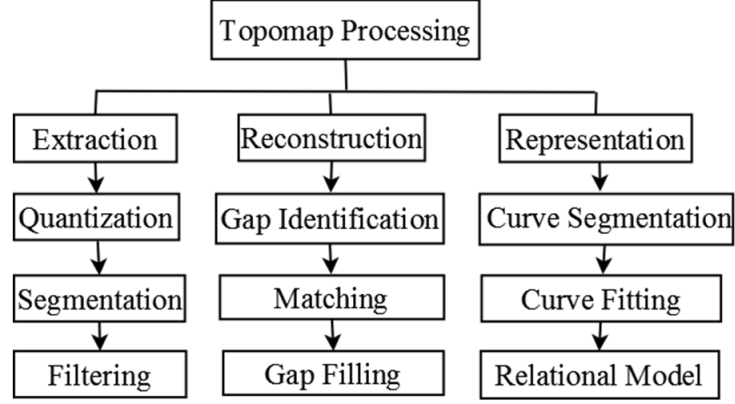 Topomap Processing
Extraction
Reconstruction
Representation
Quantization
Gap Identification
Curve Segmentation
Segmentation
Matching
Curve Fitting
Filtering
Gap Filling
Relational Model